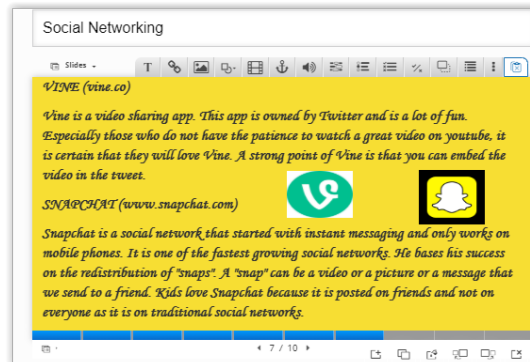 Social Networking
Slides
T
VINE (vine.co)
Vine is a video sharing app. This app is owned by Twitter and is a lot of fun.
Especially those who do not have the patience to watch a great video on youtube, it
is certain that they will love Vine. A strong point of Vine is that you can embed the
video in the tweet.
SNAPCHAT (www.snapchat.com)
Snapchat is a social network that started with instant messaging and only works on
mobile phones. It is one of the fastest growing social networks. He bases his success
on the redistribution of "snaps". A "snap" can be a video or a picture or a message that
we send to a friend. Kids love Snapchat because it is posted on friends and not on
everyone as it is on traditional social networks.
7 / 10